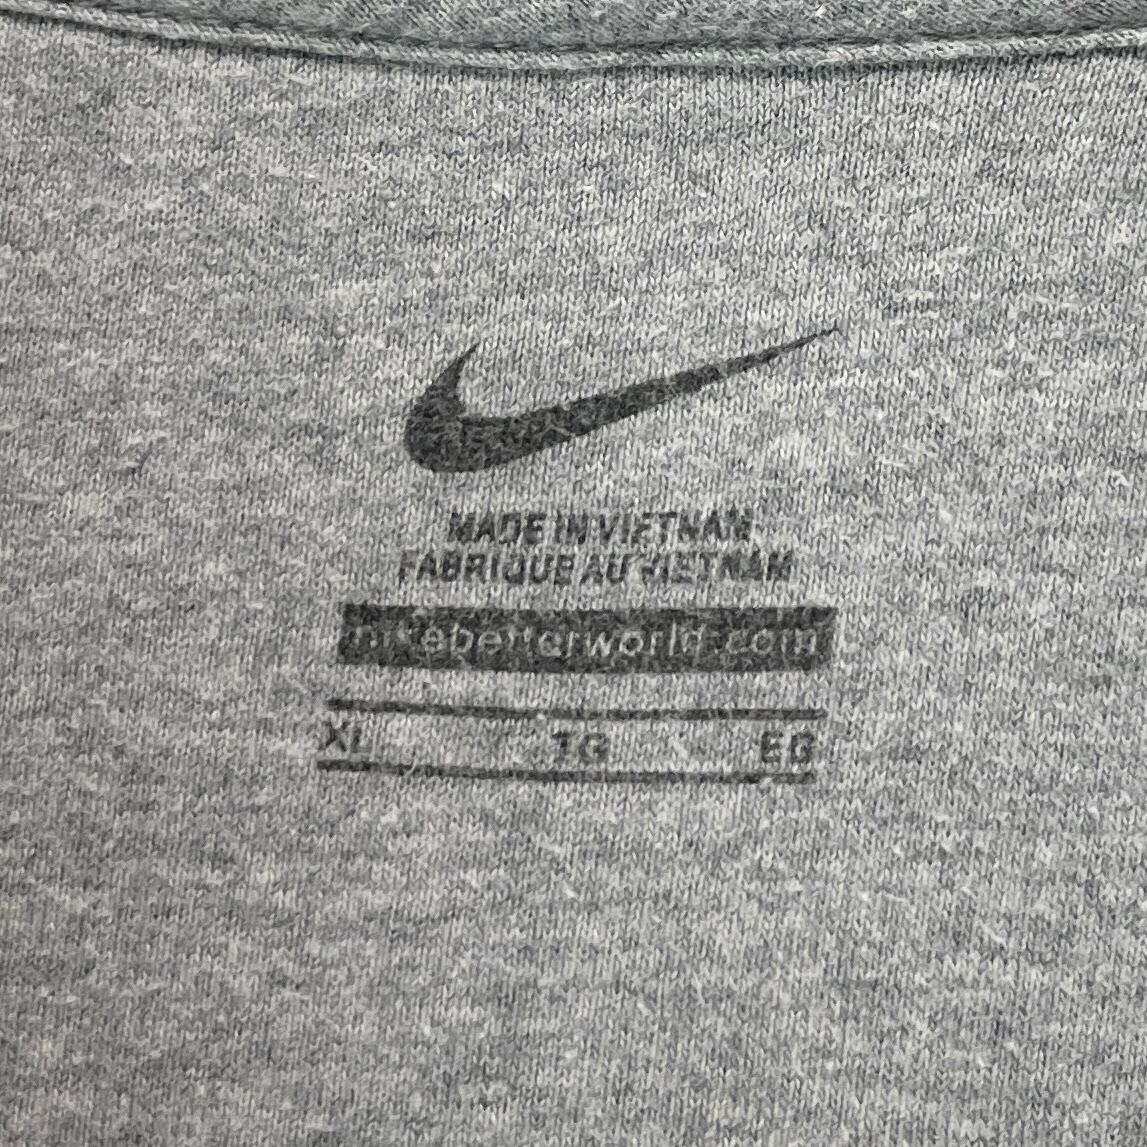 MADE IN VIETNAM
FABRIQUE AU VIETNAM
nikebetterworld.com
XL TG EG